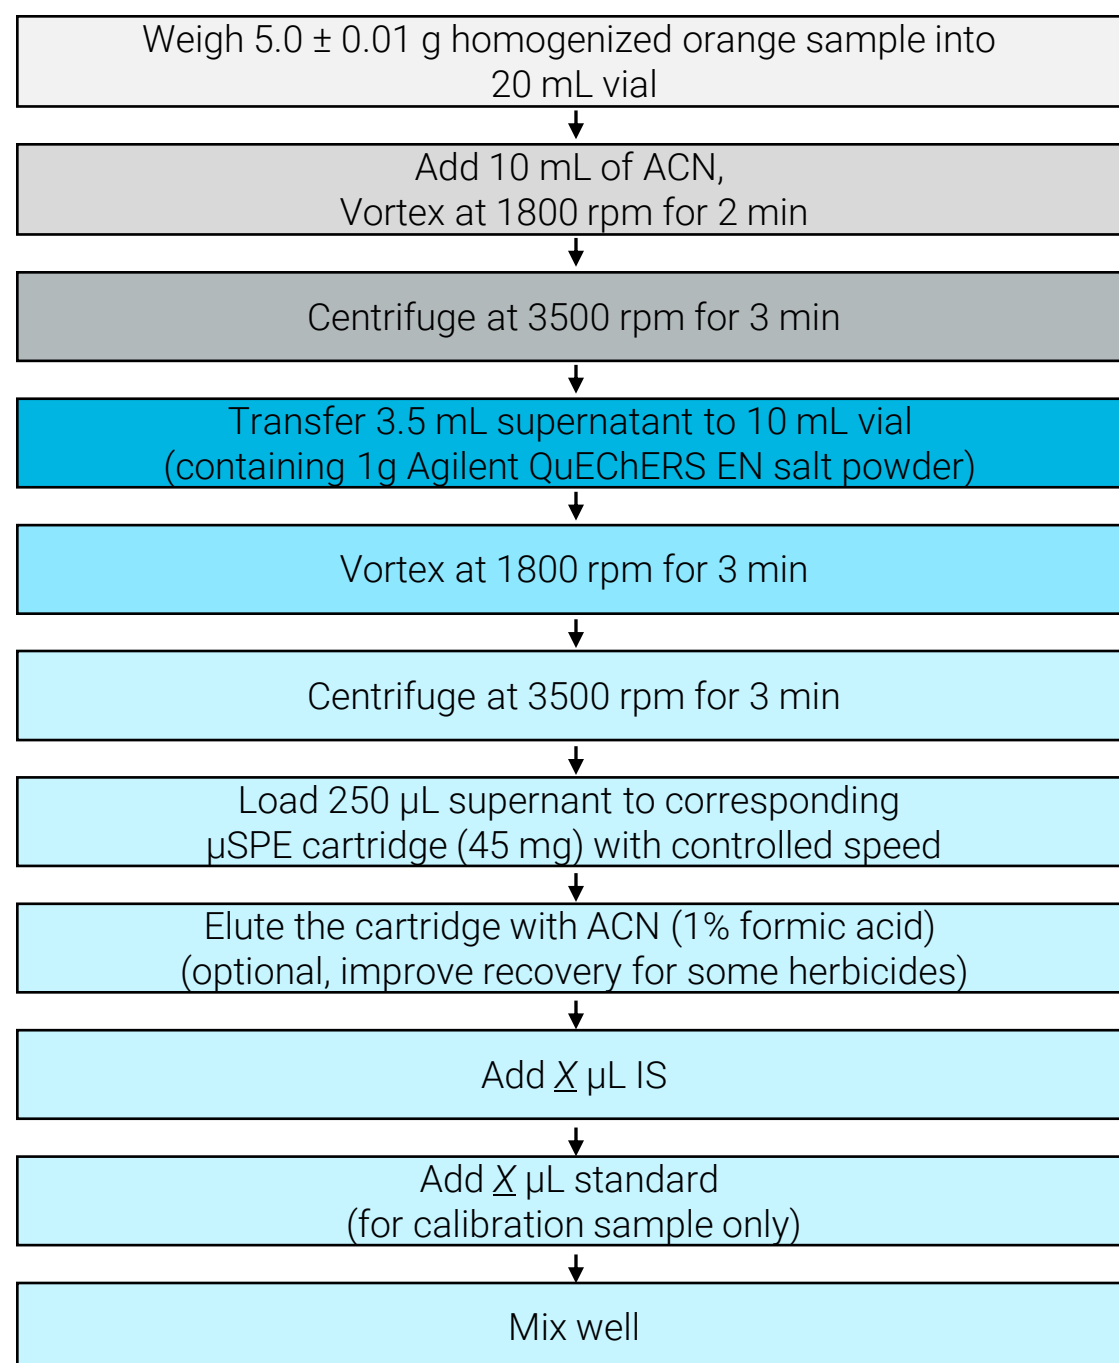 Weigh 5.0 ± 0.01 g homogenized orange sample into
20 mL vial
Add 10 mL of ACN,
Vortex at 1800 rpm for 2 min
Centrifuge at 3500 rpm for 3 min
Transfer 3.5 mL supernatant to 10 mL vial
(containing 1g Agilent QuEChERS EN salt powder)
Vortex at 1800 rpm for 3 min
Centrifuge at 3500 rpm for 3 min
Load 250 µL supernant to corresponding
µSPE cartridge (45 mg) with controlled speed
Elute the cartridge with ACN (1% formic acid)
(optional, improve recovery for some herbicides)
Add X µL IS
Add X µL standard
(for calibration sample only)
Mix well